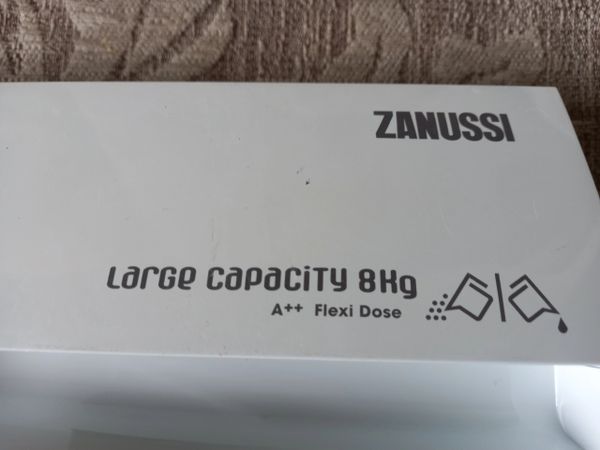 ZANUSSI
Large Capacity 8Kg
A++ Flexi Dose